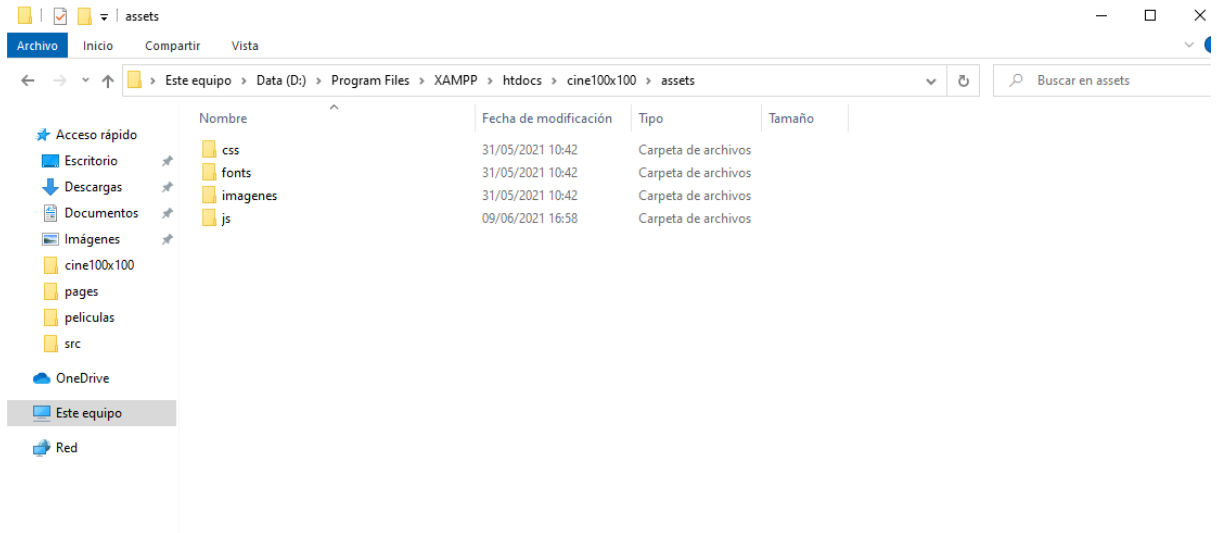 assets
Archivo Inicio Compartir Vista
Este equipo > Data (D:) > Program Files > XAMPP > htdocs > cine100x100 > assets
Buscar en assets
Nombre Fecha de modificación Tipo Tamaño
Acceso rápido
Escritorio
Descargas
Documentos
Imágenes
cine100x100
pages
peliculas
src
OneDrive
Este equipo
Red
css 31/05/2021 10:42 Carpeta de archivos
fonts 31/05/2021 10:42 Carpeta de archivos
imagenes 31/05/2021 10:42 Carpeta de archivos
js 09/06/2021 16:58 Carpeta de archivos